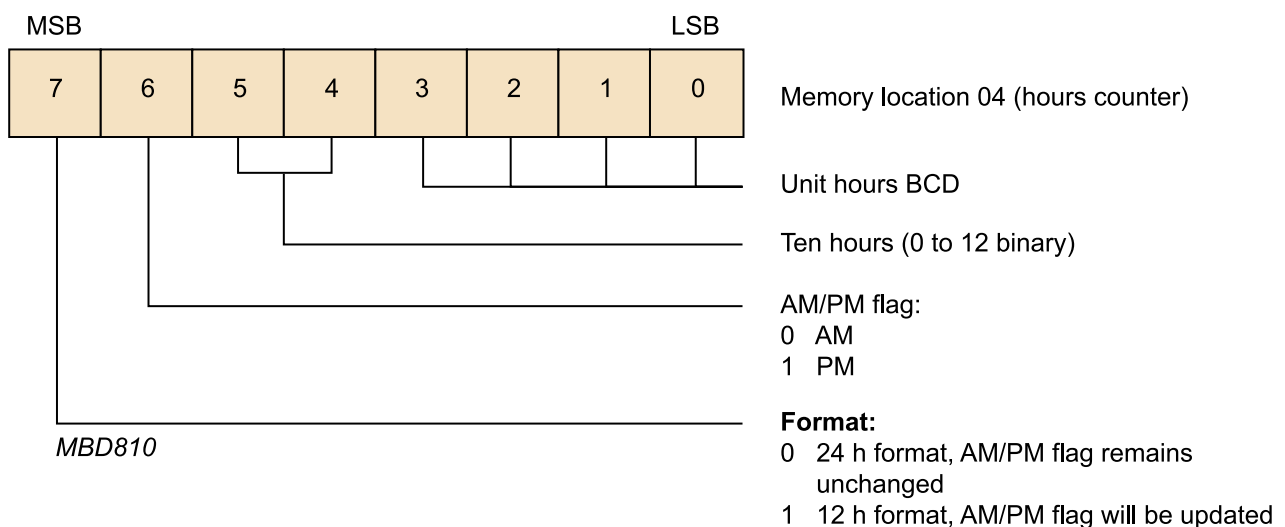 MSB LSB
7 6 5 4 3 2 1 0
Memory location 04 (hours counter)
Unit hours BCD
Ten hours (0 to 12 binary)
AM/PM flag:
0 AM
1 PM
Format:
0 24 h format, AM/PM flag remains
unchanged
1 12 h format, AM/PM flag will be updated
MBD810